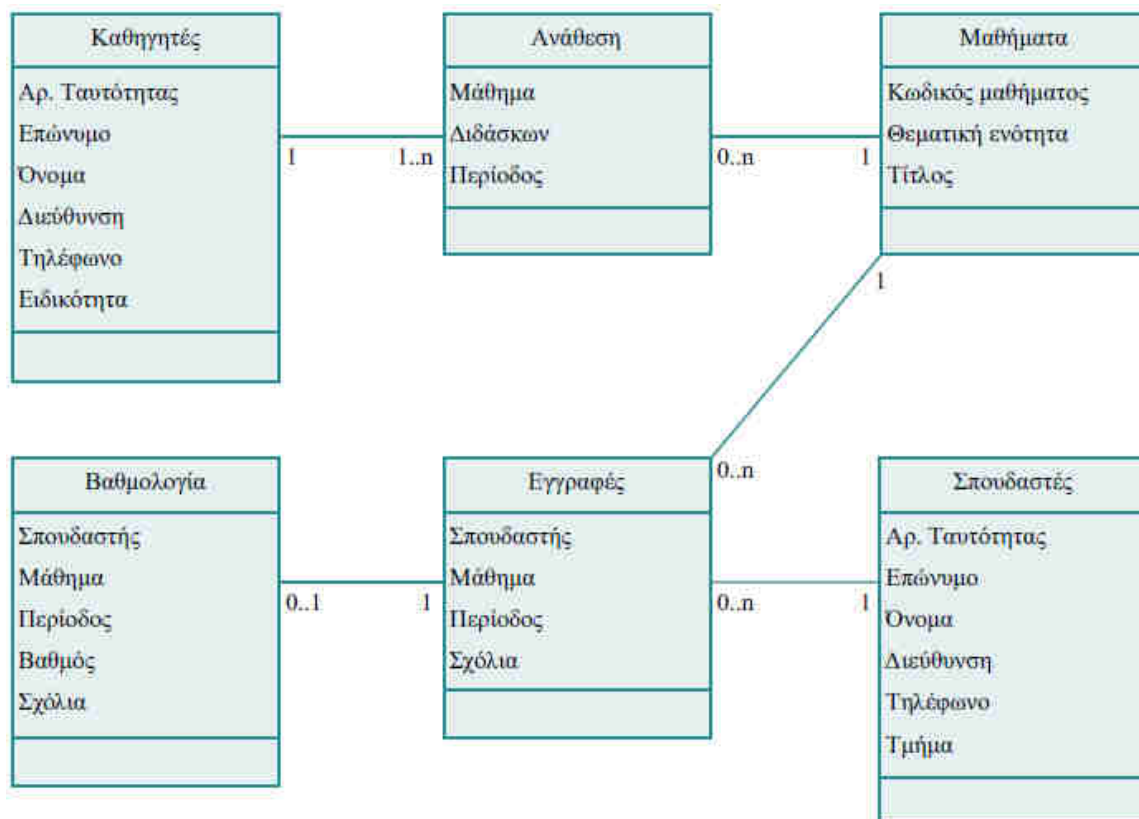 Καθηγητές
Αρ. Ταυτότητας
Επώνυμο
Όνομα
Διεύθυνση
Τηλέφωνο
Ειδικότητα
1
1..n
Ανάθεση
Μάθημα
Διδάσκων
Περίοδος
0..n
1
Μαθήματα
Κωδικός μαθήματος
Θεματική ενότητα
Τίτλος
1
0..n
Βαθμολογία
Σπουδαστής
Μάθημα
Περίοδος
Βαθμός
Σχόλια
0..1
1
Εγγραφές
Σπουδαστής
Μάθημα
Περίοδος
Σχόλια
0..n
1
Σπουδαστές
Αρ. Ταυτότητας
Επώνυμο
Όνομα
Διεύθυνση
Τηλέφωνο
Τμήμα